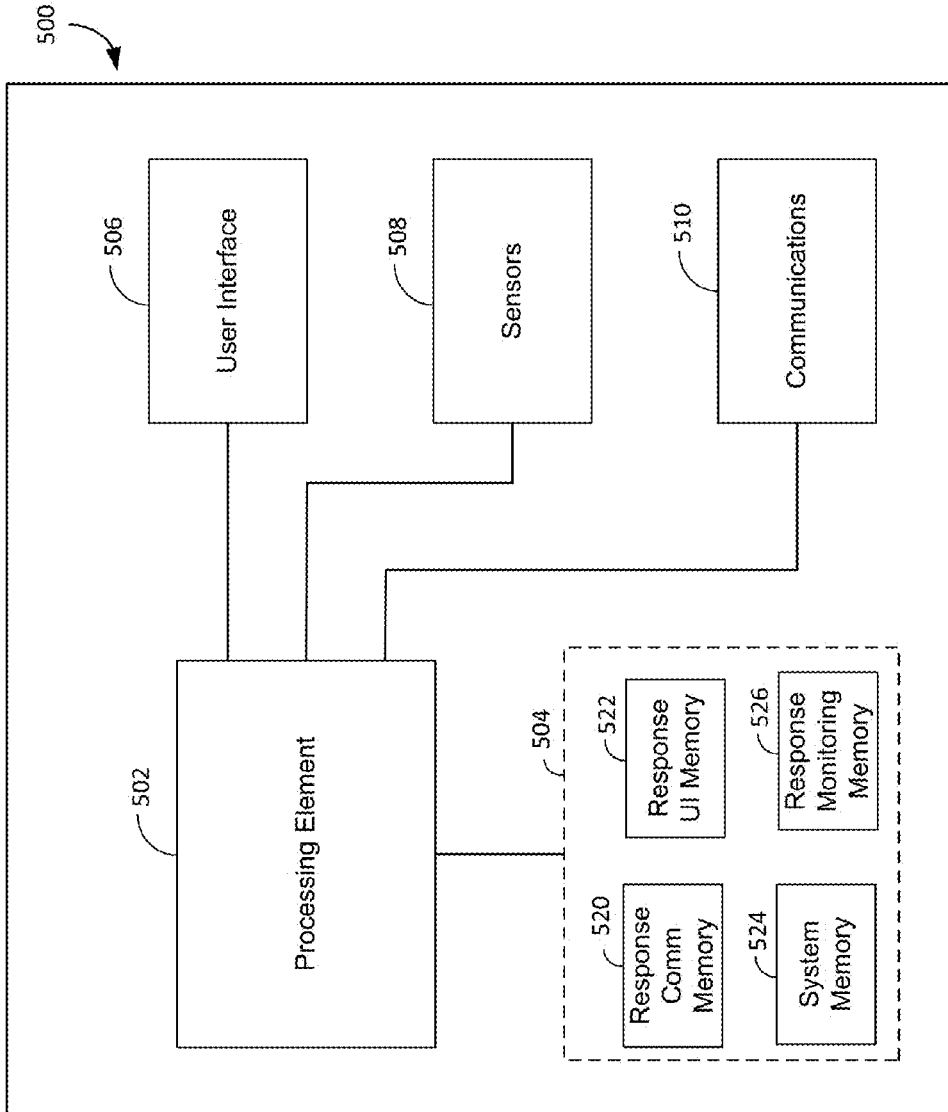 500
502
Processing Element
506
User Interface
508
Sensors
510
Communications
504
520
Response
Comm
Memory
522
Response
UI Memory
524
System
Memory
526
Response
Monitoring
Memory